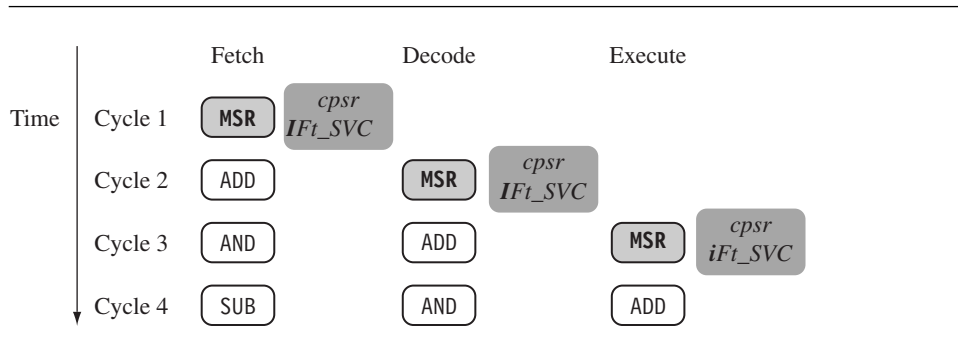 Fetch Decode Execute
Time Cycle 1 MSR cpsr IFt_SVC
Cycle 2 ADD MSR cpsr IFt_SVC
Cycle 3 AND ADD MSR cpsr iFt_SVC
Cycle 4 SUB AND ADD